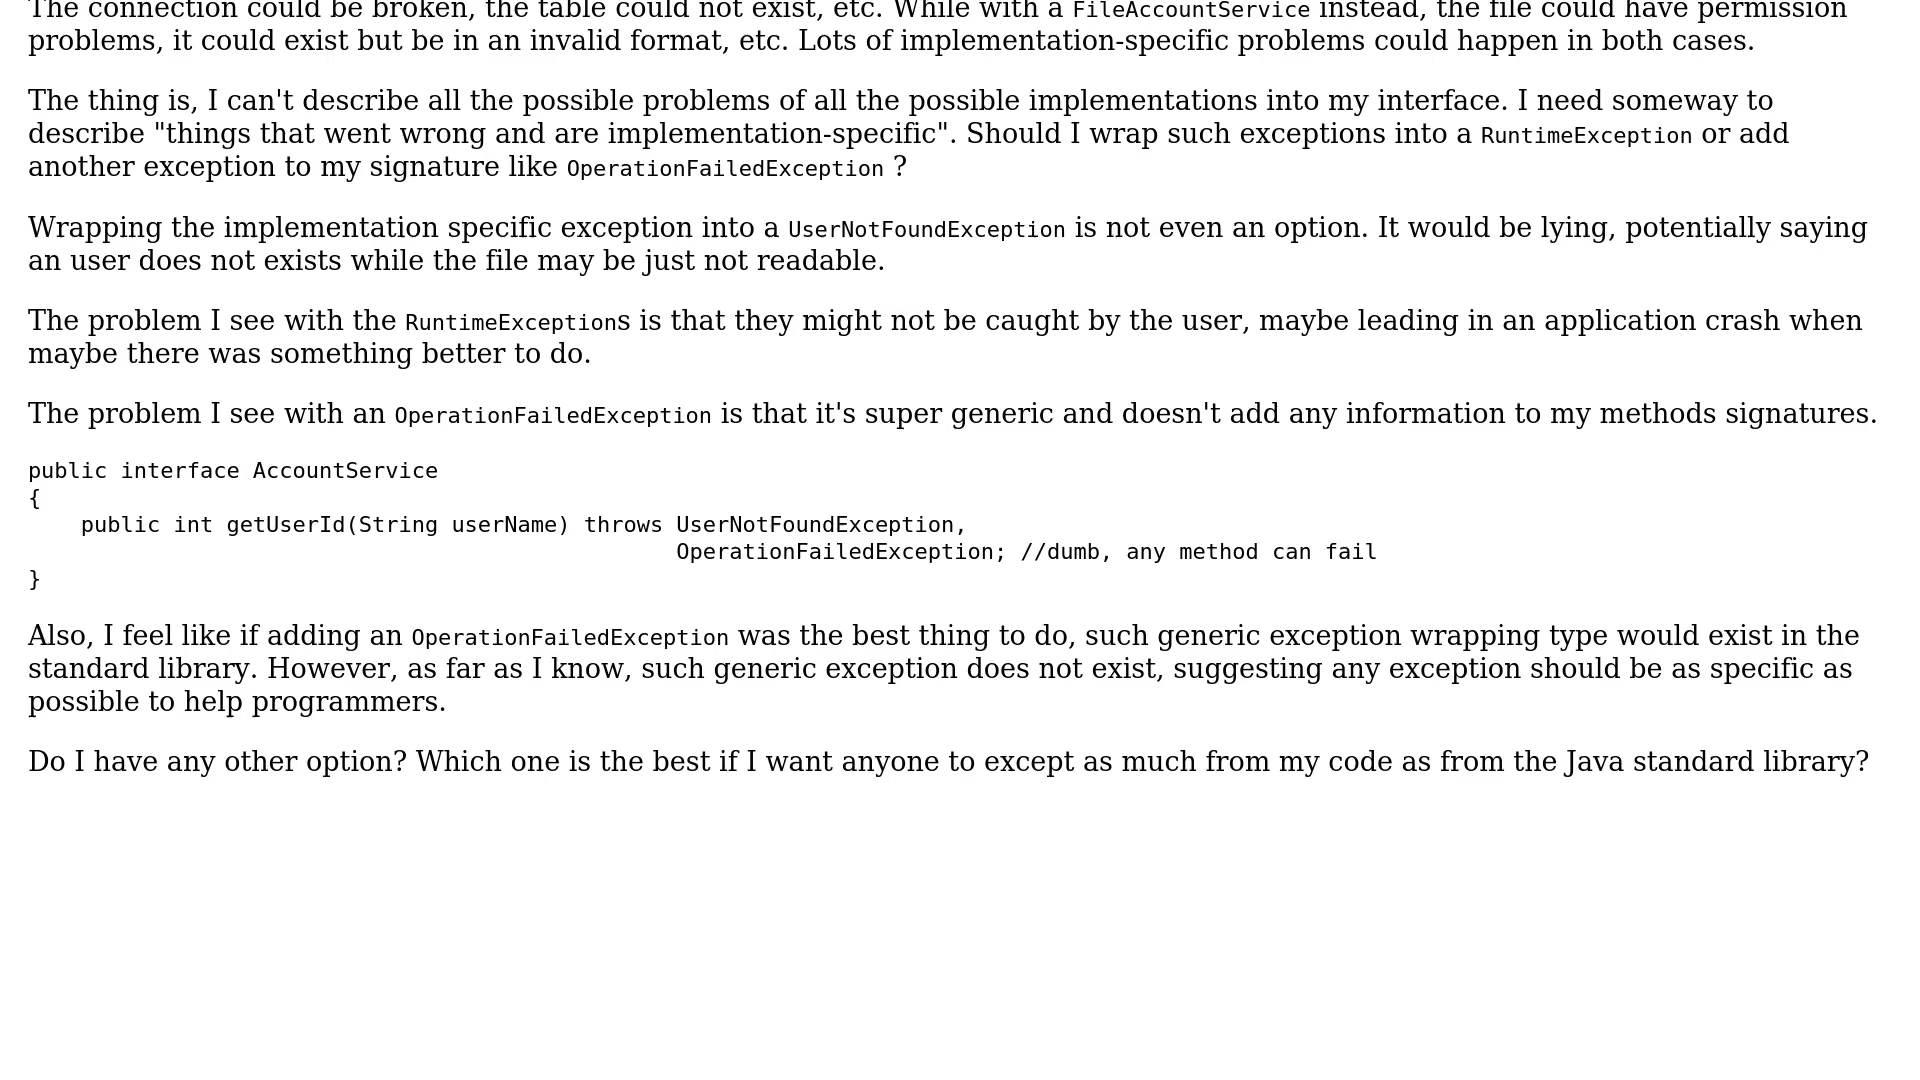 The connection could be broken, the table could not exist, etc. While with a FileAccountService instead, the file could have permission
problems, it could exist but be in an invalid format, etc. Lots of implementation-specific problems could happen in both cases.
The thing is, I can't describe all the possible problems of all the possible implementations into my interface. I need someway to
describe "things that went wrong and are implementation-specific". Should I wrap such exceptions into a RuntimeException or add
another exception to my signature like OperationFailedException ?
Wrapping the implementation specific exception into a UserNotFoundException is not even an option. It would be lying, potentially saying
an user does not exists while the file may be just not readable.
The problem I see with the RuntimeExceptions is that they might not be caught by the user, maybe leading in an application crash when
maybe there was something better to do.
The problem I see with an OperationFailedException is that it's super generic and doesn't add any information to my methods signatures.
public interface AccountService
{
    public int getUserId(String userName) throws UserNotFoundException,
                                                 OperationFailedException; //dumb, any method can fail
}
Also, I feel like if adding an OperationFailedException was the best thing to do, such generic exception wrapping type would exist in the
standard library. However, as far as I know, such generic exception does not exist, suggesting any exception should be as specific as
possible to help programmers.
Do I have any other option? Which one is the best if I want anyone to except as much from my code as from the Java standard library?